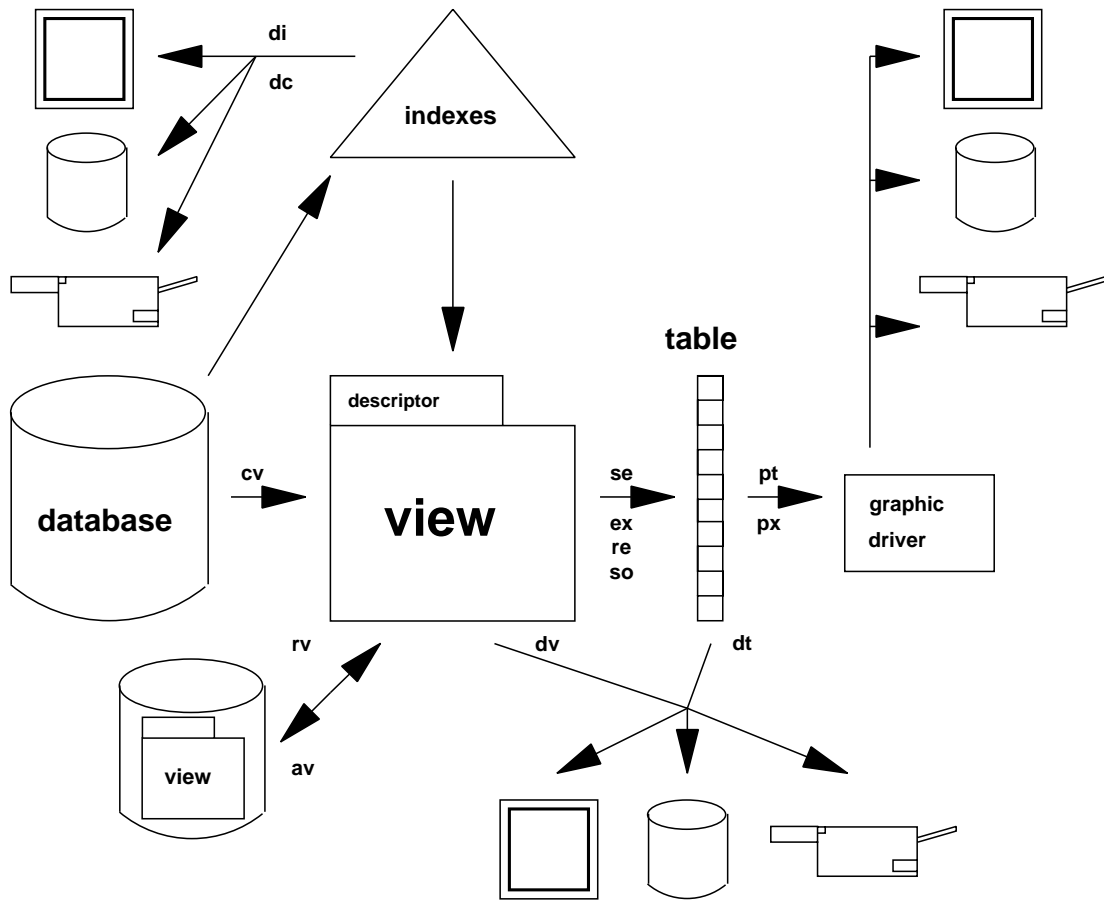 di
dc
indexes
table
descriptor
cv
database
view
se
ex
re
so
pt
px
graphic
driver
rv
dv
dt
view
av